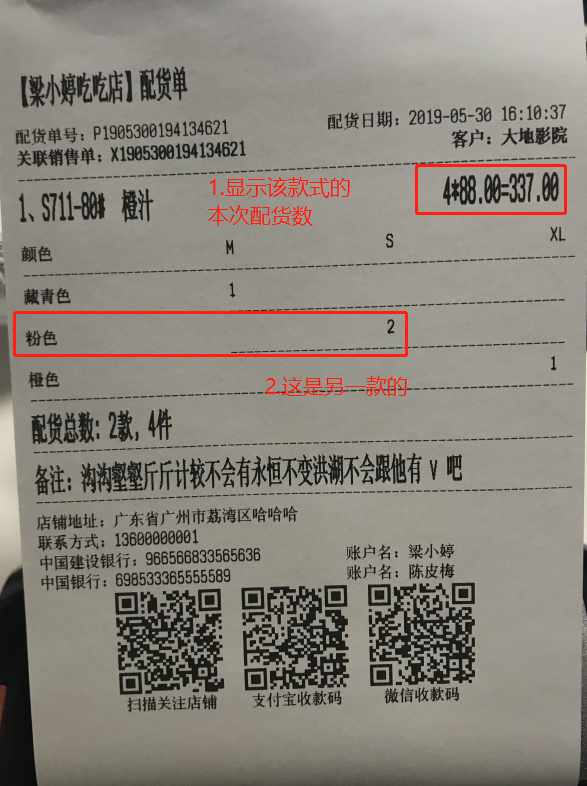 【梁小婷吃吃店】配货单
配货单号：P1905300194134621
配货日期：2019-05-30 16:10:37
关联销售单：X1905300194134621
客户：大地影院
1、S711-80# 橙汁
4*88.00=337.00
1.显示该款式的
本次配货数
颜色 M S XL
藏青色 1
粉色 2
橙色 1
2.这是另一款的
配货总数：2款，4件
备注：沟沟壑壑斤斤计较不会有永恒不变洪湖不会跟他有 V 吧
店铺地址：广东省广州市荔湾区哈哈哈
联系方式：13600000001
中国建设银行：966566833565636 账户名：梁小婷
中国银行：698533365555589 账户名：陈皮梅
扫描关注店铺 支付宝收款码 微信收款码